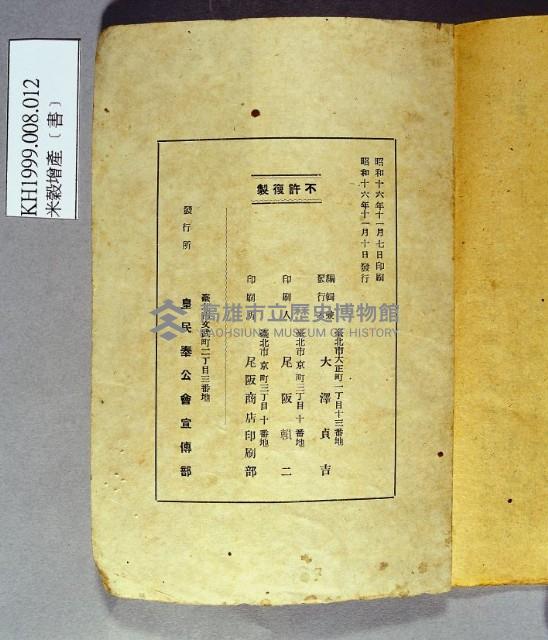 KH1999.008.012
米穀增產〔書〕
昭和十六年十一月七日印刷
昭和十六年十一月十日發行
不許復製
編輯兼
發行人
臺北市大正町一丁目十三番地
大澤貞吉
印刷人
臺北市京町三丁目十番地
尾阪賴二
印刷所
臺北市京町三丁目十番地
尾阪商店印刷部
發行所
臺北市文武町二丁目三番地
皇民奉公會宣傳部
高雄市立歷史博物館
KAOHSIUNG MUSEUM OF HISTORY